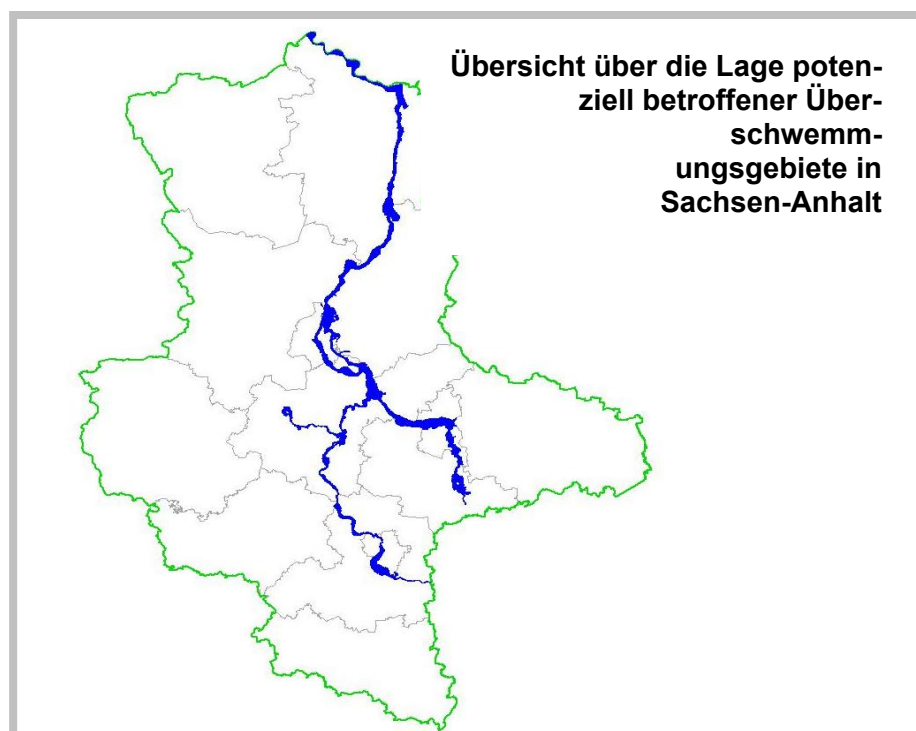 Übersicht über die Lage poten-
ziell betroffener Über-
schwemm-
ungsgebiete in
Sachsen-Anhalt